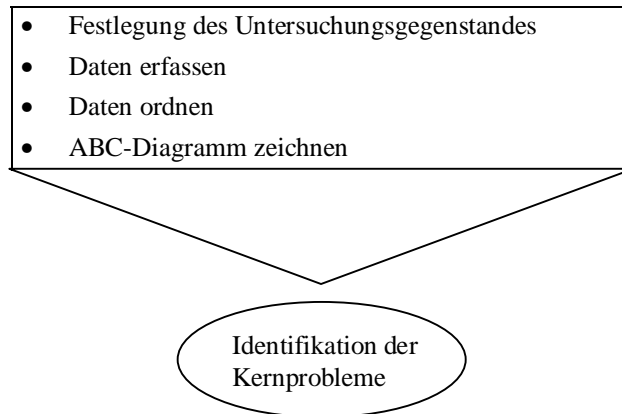 • Festlegung des Untersuchungsgegenstandes
• Daten erfassen
• Daten ordnen
• ABC-Diagramm zeichnen
Identifikation der
Kernprobleme